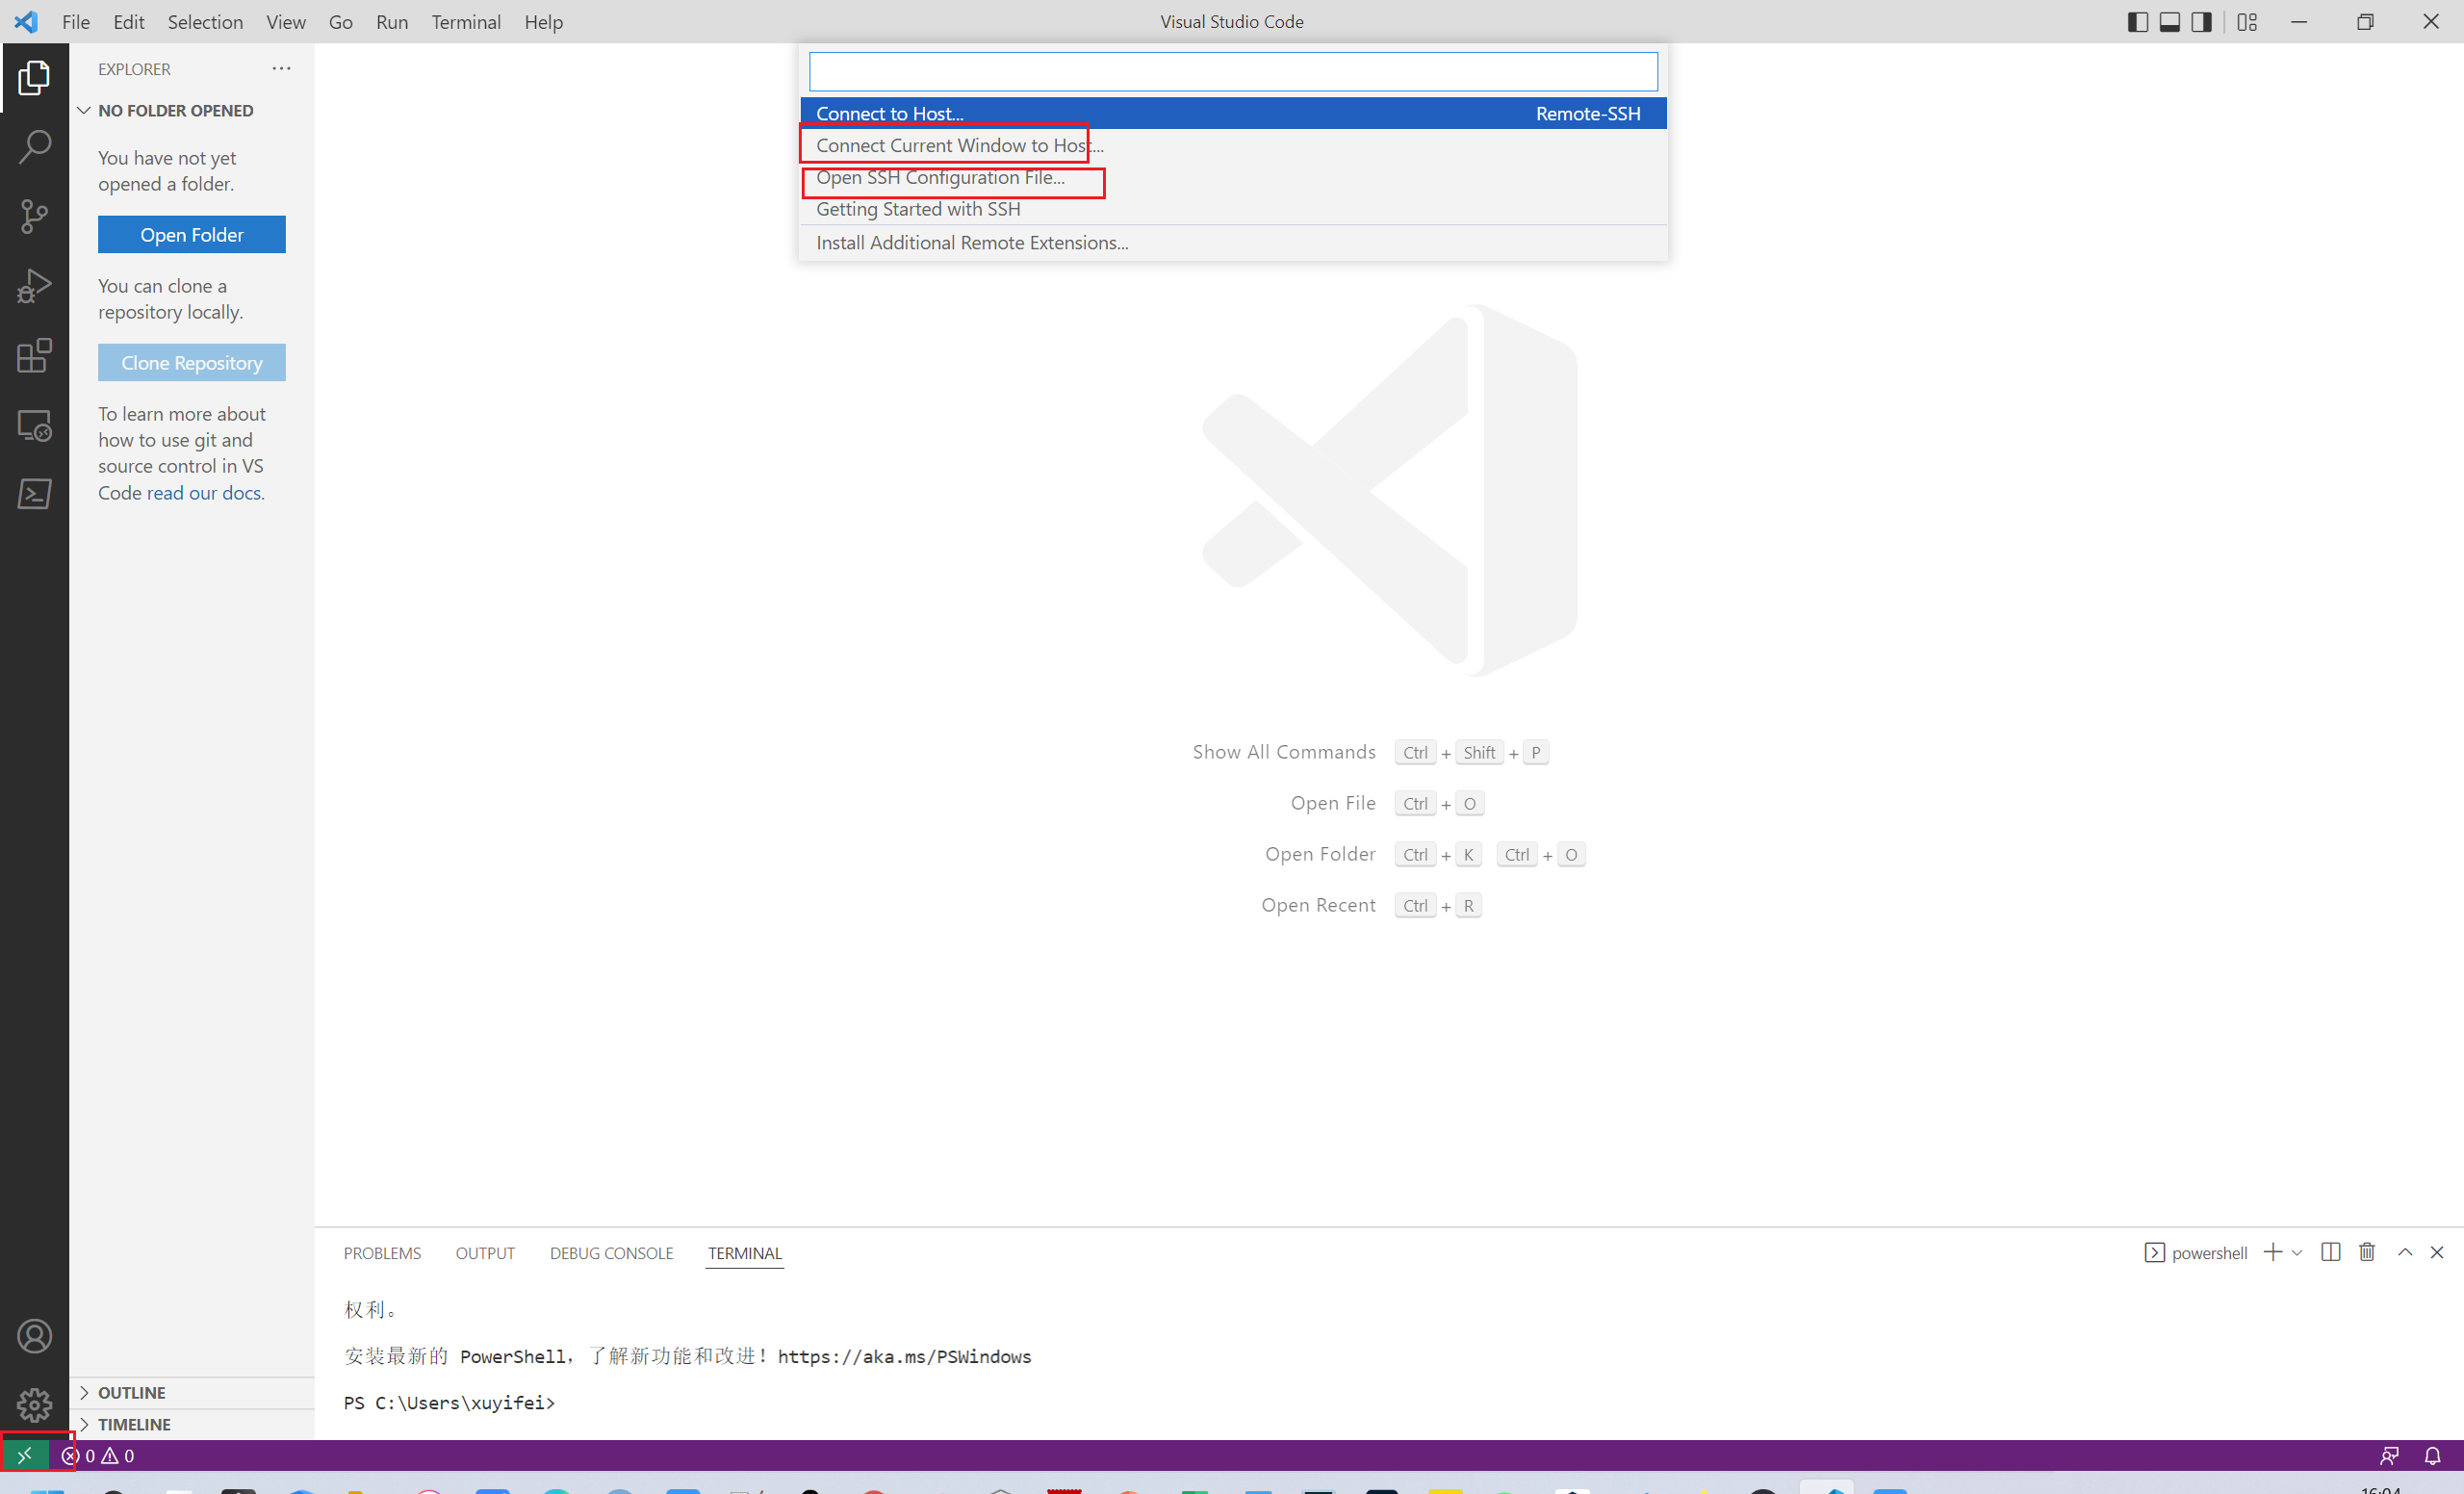 File Edit Selection View Go Run Terminal Help
Visual Studio Code
EXPLORER
NO FOLDER OPENED
You have not yet
opened a folder.
Open Folder
You can clone a
repository locally.
Clone Repository
To learn more about
how to use git and
source control in VS
Code read our docs.
Connect to Host... Remote-SSH
Connect Current Window to Host...
Open SSH Configuration File...
Getting Started with SSH
Install Additional Remote Extensions...
Show All Commands Ctrl + Shift + P
Open File Ctrl + O
Open Folder Ctrl + K Ctrl + O
Open Recent Ctrl + R
PROBLEMS OUTPUT DEBUG CONSOLE TERMINAL
powershell
权利。
安装最新的 PowerShell，了解新功能和改进！https://aka.ms/PSWindows
PS C:\Users\xuyifei>
OUTLINE
TIMELINE
0 0